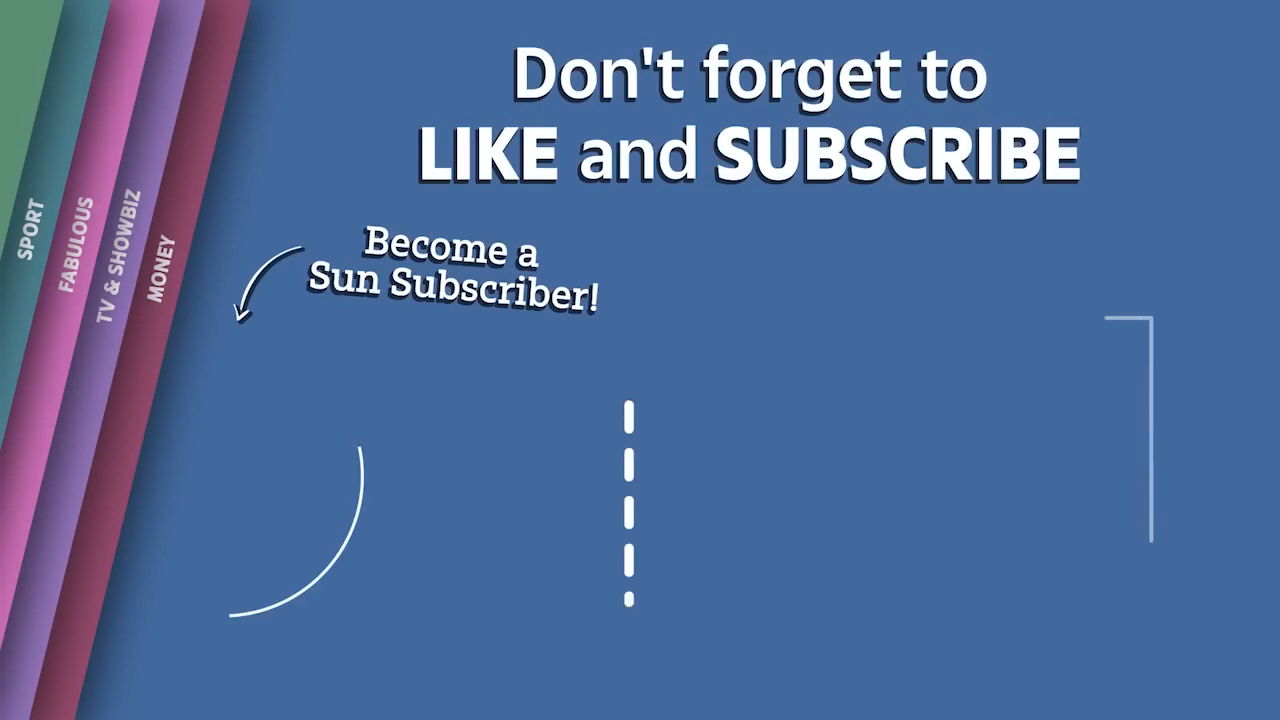 Don't forget to
LIKE and SUBSCRIBE
Become a
Sun Subscriber!
SPORT
FABULOUS
TV & SHOWBIZ
MONEY